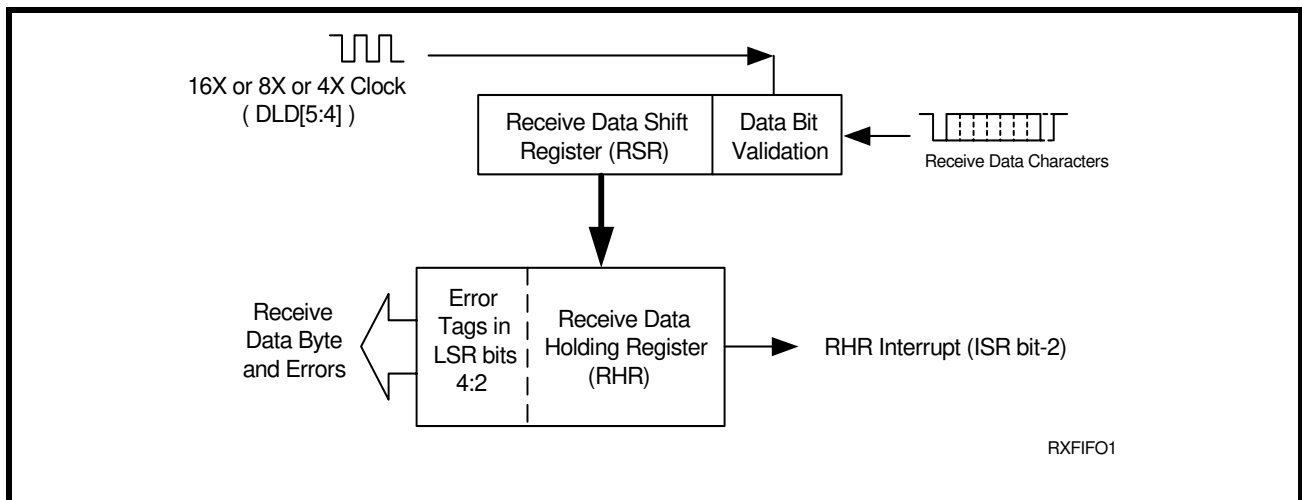 16X or 8X or 4X Clock
( DLD[5:4] )
Receive Data Shift
Register (RSR)
Data Bit
Validation
Receive Data Characters
Receive
Data Byte
and Errors
Error
Tags in
LSR bits
4:2
Receive Data
Holding Register
(RHR)
RHR Interrupt (ISR bit-2)
RXFIFO1